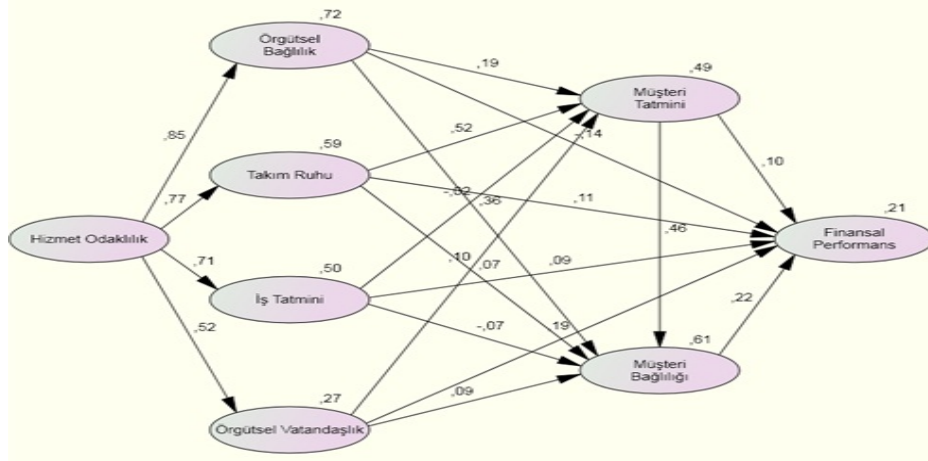 ,72
Örgütsel
Bağlılık
,19
,49
Müşteri
Tatmini
,85
,59
,52
-,14
,10
Takım Ruhu
,77
-,02
,36
,11
,21
Hizmet Odaklılık
,46
Finansal
Performans
,71
,50
,10
,07
,09
İş Tatmini
,22
,52
-,07
,19
,61
Müşteri
Bağlılığı
,27
,09
Örgütsel Vatandaşlık